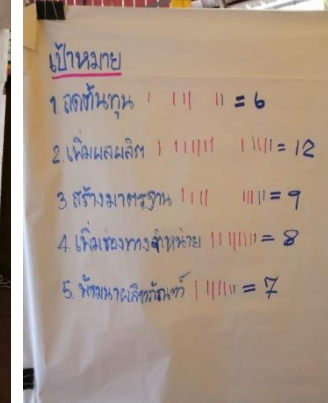 เป้าหมาย
1. ลดต้นทุน = 6
2. เพิ่มผลผลิต = 12
3 สร้างมาตรฐาน = 9
4. เพิ่มช่องทางจำหน่าย = 8
5. พัฒนาผลิตภัณฑ์ = 7